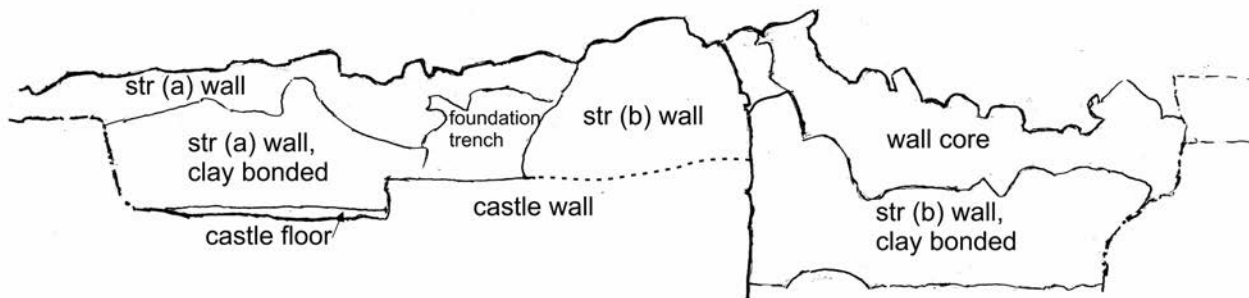 str (a) wall
str (a) wall,
clay bonded
castle floor
foundation
trench
castle wall
str (b) wall
wall core
str (b) wall,
clay bonded